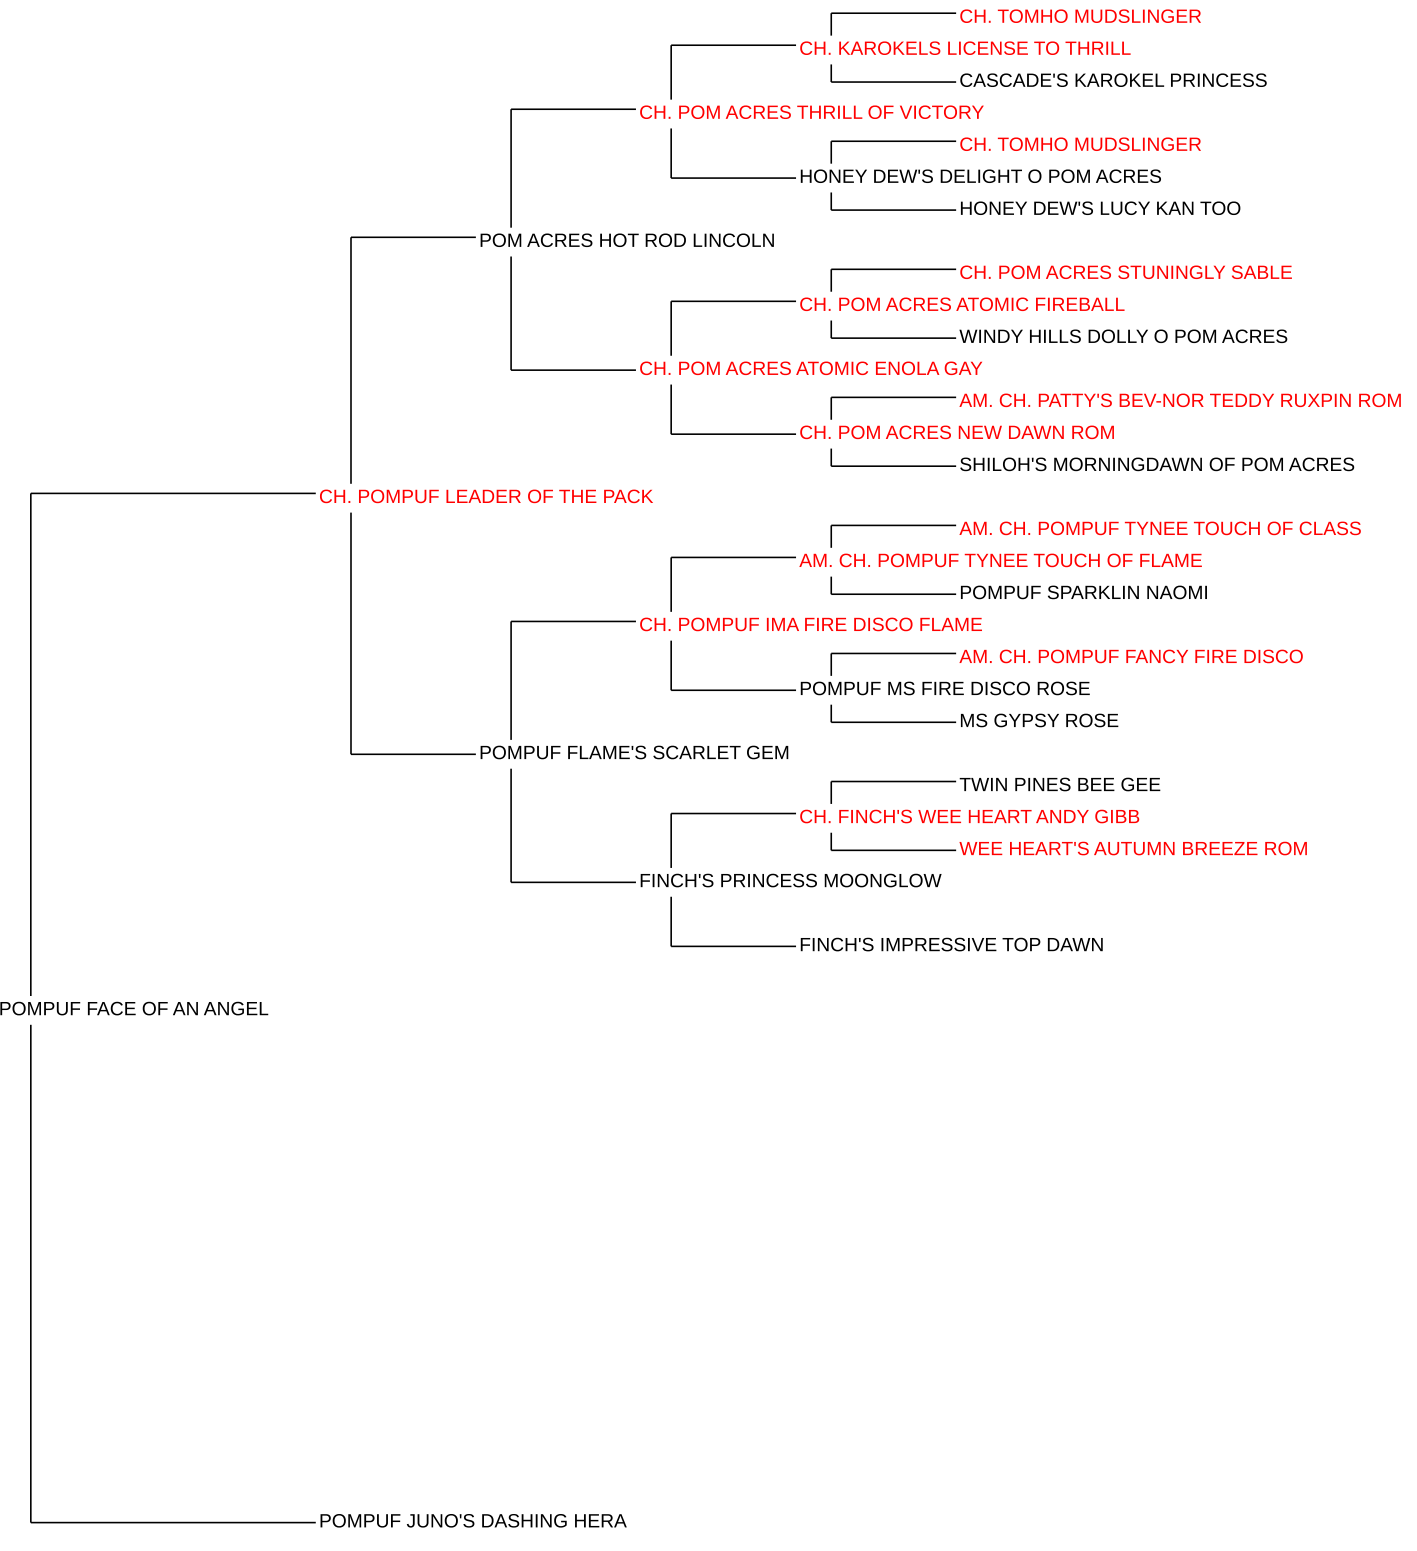 CH. TOMHO MUDSLINGER
CH. KAROKELS LICENSE TO THRILL
CASCADE'S KAROKEL PRINCESS
CH. POM ACRES THRILL OF VICTORY
CH. TOMHO MUDSLINGER
HONEY DEW'S DELIGHT O POM ACRES
HONEY DEW'S LUCY KAN TOO
POM ACRES HOT ROD LINCOLN
CH. POM ACRES STUNINGLY SABLE
CH. POM ACRES ATOMIC FIREBALL
WINDY HILLS DOLLY O POM ACRES
CH. POM ACRES ATOMIC ENOLA GAY
AM. CH. PATTY'S BEV-NOR TEDDY RUXPIN ROM
CH. POM ACRES NEW DAWN ROM
SHILOH'S MORNINGDAWN OF POM ACRES
CH. POMPUF LEADER OF THE PACK
AM. CH. POMPUF TYNEE TOUCH OF CLASS
AM. CH. POMPUF TYNEE TOUCH OF FLAME
POMPUF SPARKLIN NAOMI
CH. POMPUF IMA FIRE DISCO FLAME
AM. CH. POMPUF FANCY FIRE DISCO
POMPUF MS FIRE DISCO ROSE
MS GYPSY ROSE
POMPUF FLAME'S SCARLET GEM
TWIN PINES BEE GEE
CH. FINCH'S WEE HEART ANDY GIBB
WEE HEART'S AUTUMN BREEZE ROM
FINCH'S PRINCESS MOONGLOW
FINCH'S IMPRESSIVE TOP DAWN
POMPUF FACE OF AN ANGEL
POMPUF JUNO'S DASHING HERA